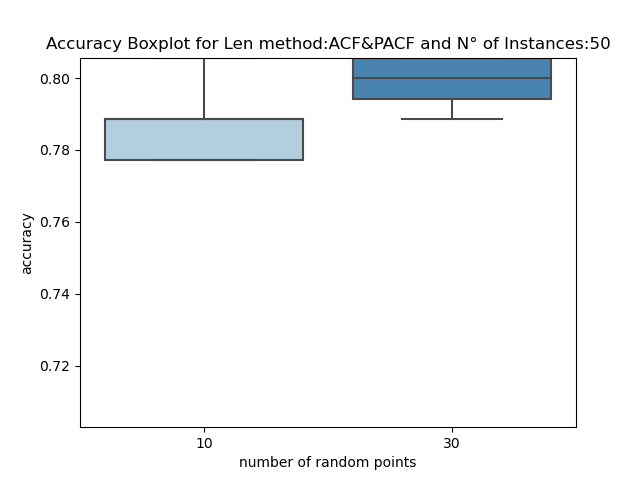 Accuracy Boxplot for Len method:ACF&PACF and N° of Instances:50
0.80
0.78
0.76
0.74
0.72
accuracy
10 30
number of random points